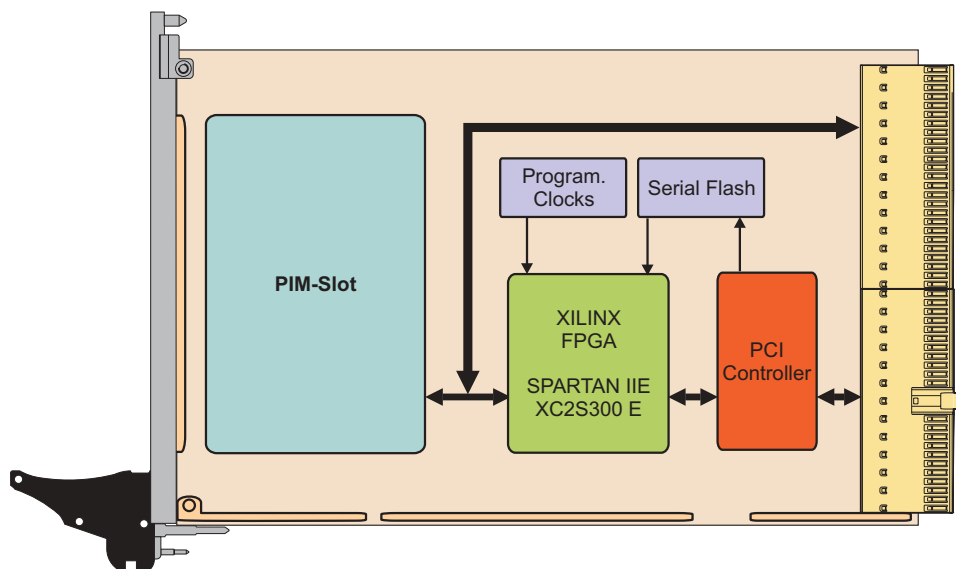 Program.
Clocks
Serial Flash
PIM-Slot
XILINX
FPGA
SPARTAN IIE
XC2S300 E
PCI
Controller